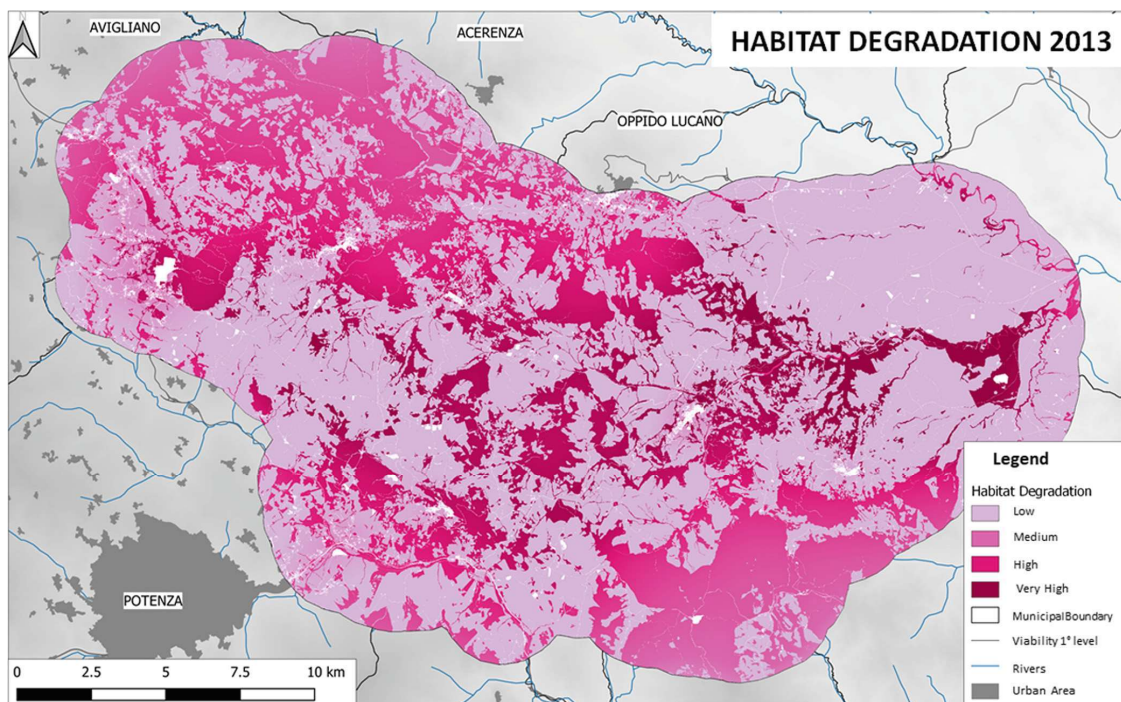 AVIGLIANO
ACERENZA
HABITAT DEGRADATION 2013
OPPIDO LUCANO
POTENZA
Legend
Habitat Degradation
Low
Medium
High
Very High
MunicipalBoundary
Viability 1° level
Rivers
Urban Area
0 2.5 5 7.5 10 km